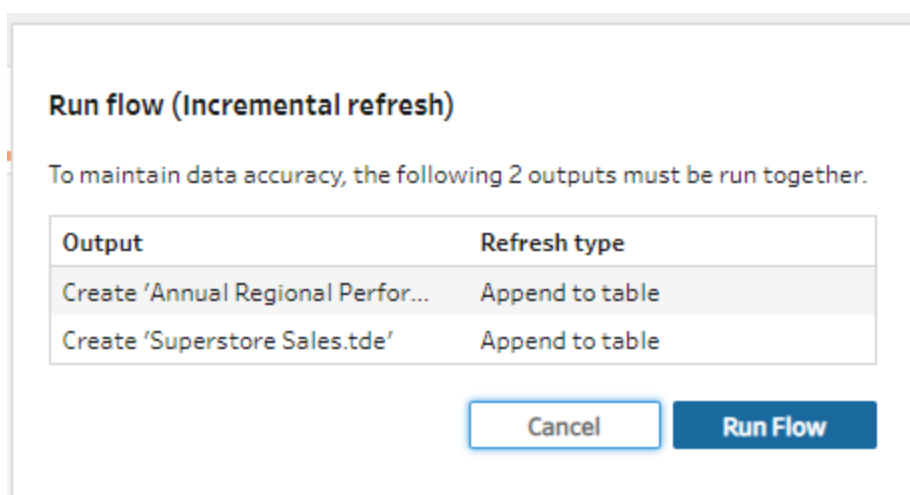 Run flow (Incremental refresh)
To maintain data accuracy, the following 2 outputs must be run together.
Output Refresh type
Create 'Annual Regional Perfor... Append to table
Create 'Superstore Sales.tde' Append to table
Cancel Run Flow